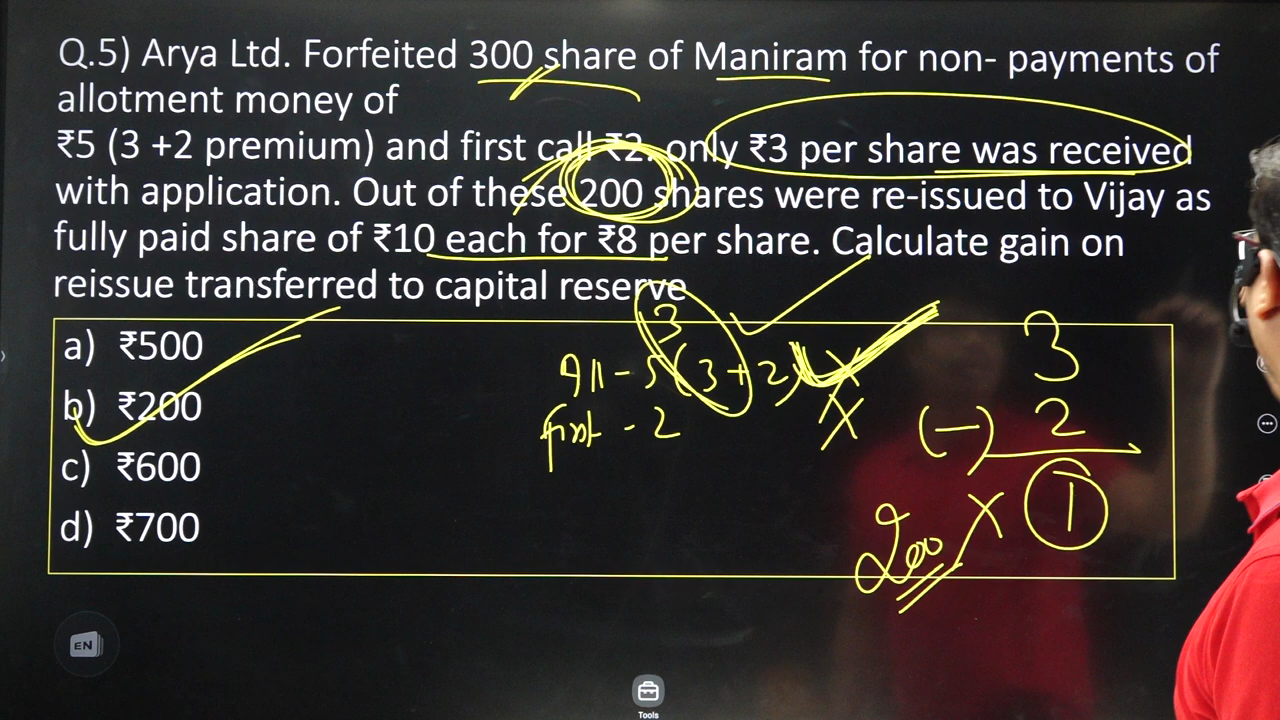 Q.5) Arya Ltd. Forfeited 300 share of Maniram for non- payments of
allotment money of
₹5 (3 +2 premium) and first call ₹2. only ₹3 per share was received
with application. Out of these 200 shares were re-issued to Vijay as
fully paid share of ₹10 each for ₹8 per share. Calculate gain on
reissue transferred to capital reserve
a) ₹500
b) ₹200
c) ₹600
d) ₹700
3
All - 5 (3+2) X
first - 2 X
3
(-) 2
200 X 1
EN
Tools